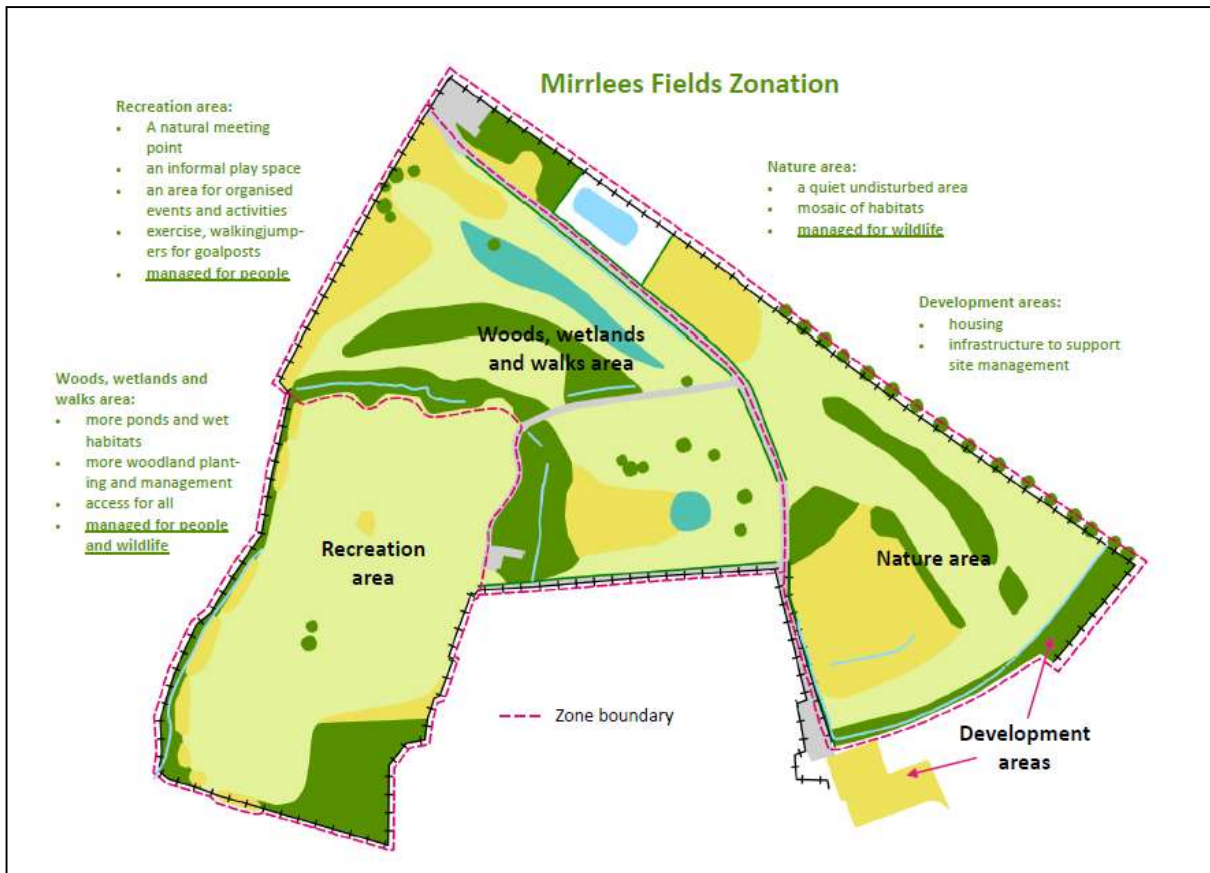 Mirrlees Fields Zonation
Recreation area:
• A natural meeting
point
• an informal play space
• an area for organised
events and activities
• exercise, walkingjump-
ers for goalposts
• managed for people
Nature area:
• a quiet undisturbed area
• mosaic of habitats
• managed for wildlife
Development areas:
• housing
• infrastructure to support
site management
Woods, wetlands and
walks area:
• more ponds and wet
habitats
• more woodland plant-
ing and management
• access for all
• managed for people
and wildlife
Woods, wetlands
and walks area
Recreation
area
Nature area
Zone boundary
Development
areas